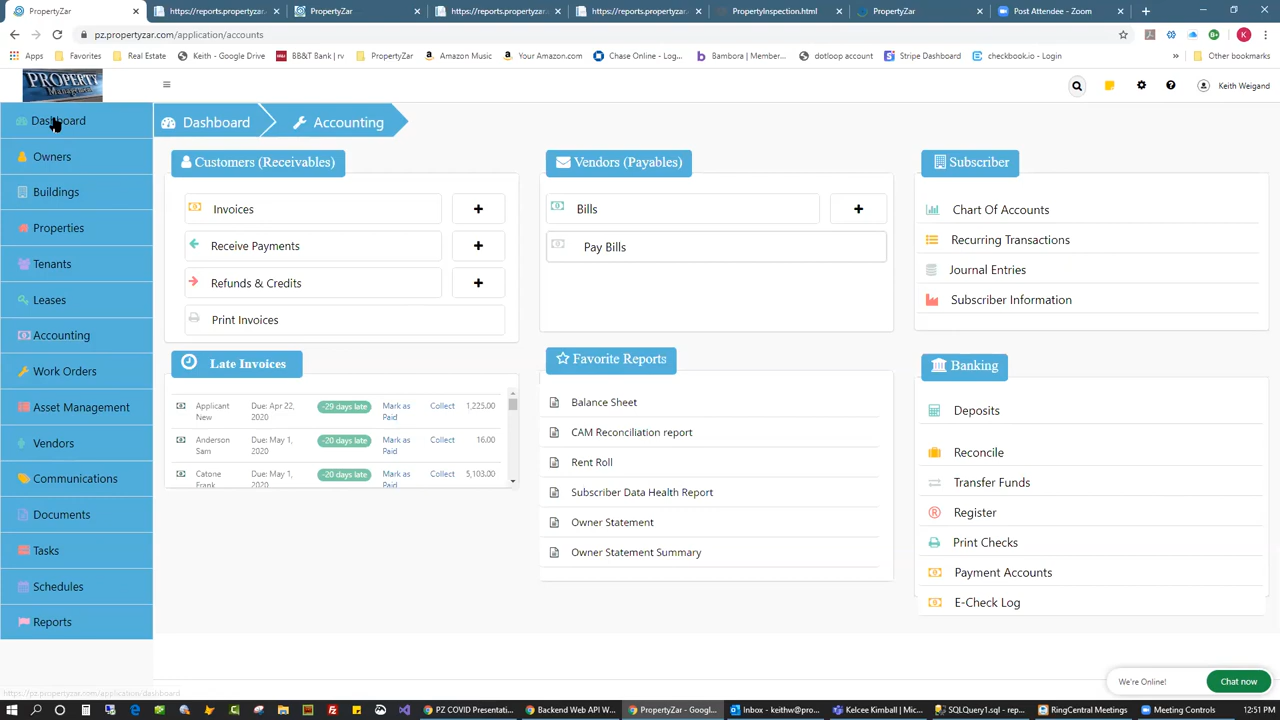 PropertyZar
https://reports.propertyzar.
PropertyZar
https://reports.propertyzar.
https://reports.propertyzar.
PropertyInspection.html
PropertyZar
Post Attendee - Zoom
pz.propertyzar.com/application/accounts
K
Apps
Favorites
Real Estate
Keith - Google Drive
BB&T Bank | rv
PropertyZar
Amazon Music
Your Amazon.com
Chase Online - Log...
Bambora | Member...
dotloop account
Stripe Dashboard
checkbook.io - Login
Other bookmarks
PROPERTY
Management
Keith Weigand
Dashboard
Owners
Buildings
Properties
Tenants
Leases
Accounting
Work Orders
Asset Management
Vendors
Communications
Documents
Tasks
Schedules
Reports
Dashboard
Accounting
Customers (Receivables)
Invoices
Receive Payments
Refunds & Credits
Print Invoices
Late Invoices
Applicant New Due: Apr 22, 2020 -29 days late Mark as Paid Collect 1,225.00
Anderson Sam Due: May 1, 2020 -20 days late Mark as Paid Collect 16.00
Catone Frank Due: May 1, 2020 -20 days late Mark as Paid Collect 5,103.00
Vendors (Payables)
Bills
Pay Bills
Favorite Reports
Balance Sheet
CAM Reconciliation report
Rent Roll
Subscriber Data Health Report
Owner Statement
Owner Statement Summary
Subscriber
Chart Of Accounts
Recurring Transactions
Journal Entries
Subscriber Information
Banking
Deposits
Reconcile
Transfer Funds
Register
Print Checks
Payment Accounts
E-Check Log
We're Online!
Chat now
https://pz.propertyzar.com/application/dashboard
PZ COVID Presentati...
Backend Web API W...
PropertyZar - Googl...
Inbox - keithw@prop...
Kelcee Kimball | Mic...
SQLQuery1.sql - rep...
RingCentral Meetings
Meeting Controls
12:51 PM